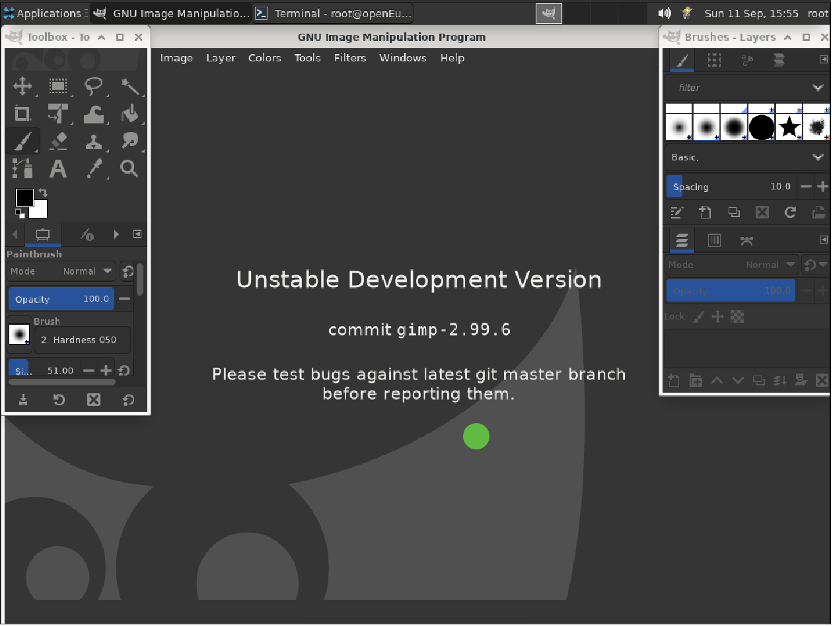 Applications
GNU Image Manipulatio...
Terminal - root@openEu...
Sun 11 Sep, 15:55
root
Toolbox - To
GNU Image Manipulation Program
Brushes - Layers
Image Layer Colors Tools Filters Windows Help
filter
Basic,
Spacing 10.0
Paintbrush
Mode Normal
Opacity 100.0
Brush
2. Hardness 050
Si... 51.00
Mode Normal
Opacity 100.0
Lock:
Unstable Development Version
commit gimp-2.99.6
Please test bugs against latest git master branch
before reporting them.